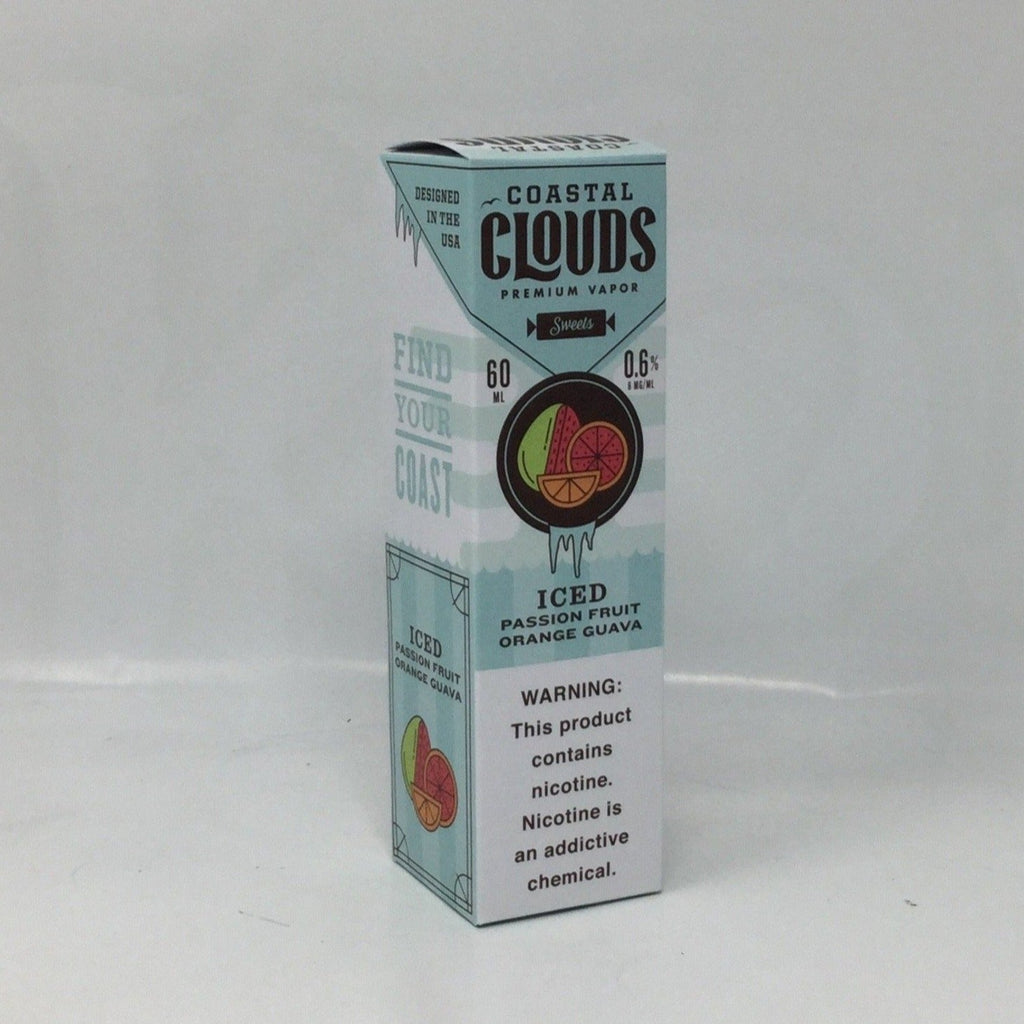 COASTAL
CLOUDS
DESIGNED
IN THE
USA
COASTAL
CLOUDS
PREMIUM VAPOR
Sweets
60
ML
0.6%
6 MG/ML
FIND
YOUR
COAST
ICED
PASSION FRUIT
ORANGE GUAVA
ICED
PASSION FRUIT
ORANGE GUAVA
WARNING:
This product
contains
nicotine.
Nicotine is
an addictive
chemical.